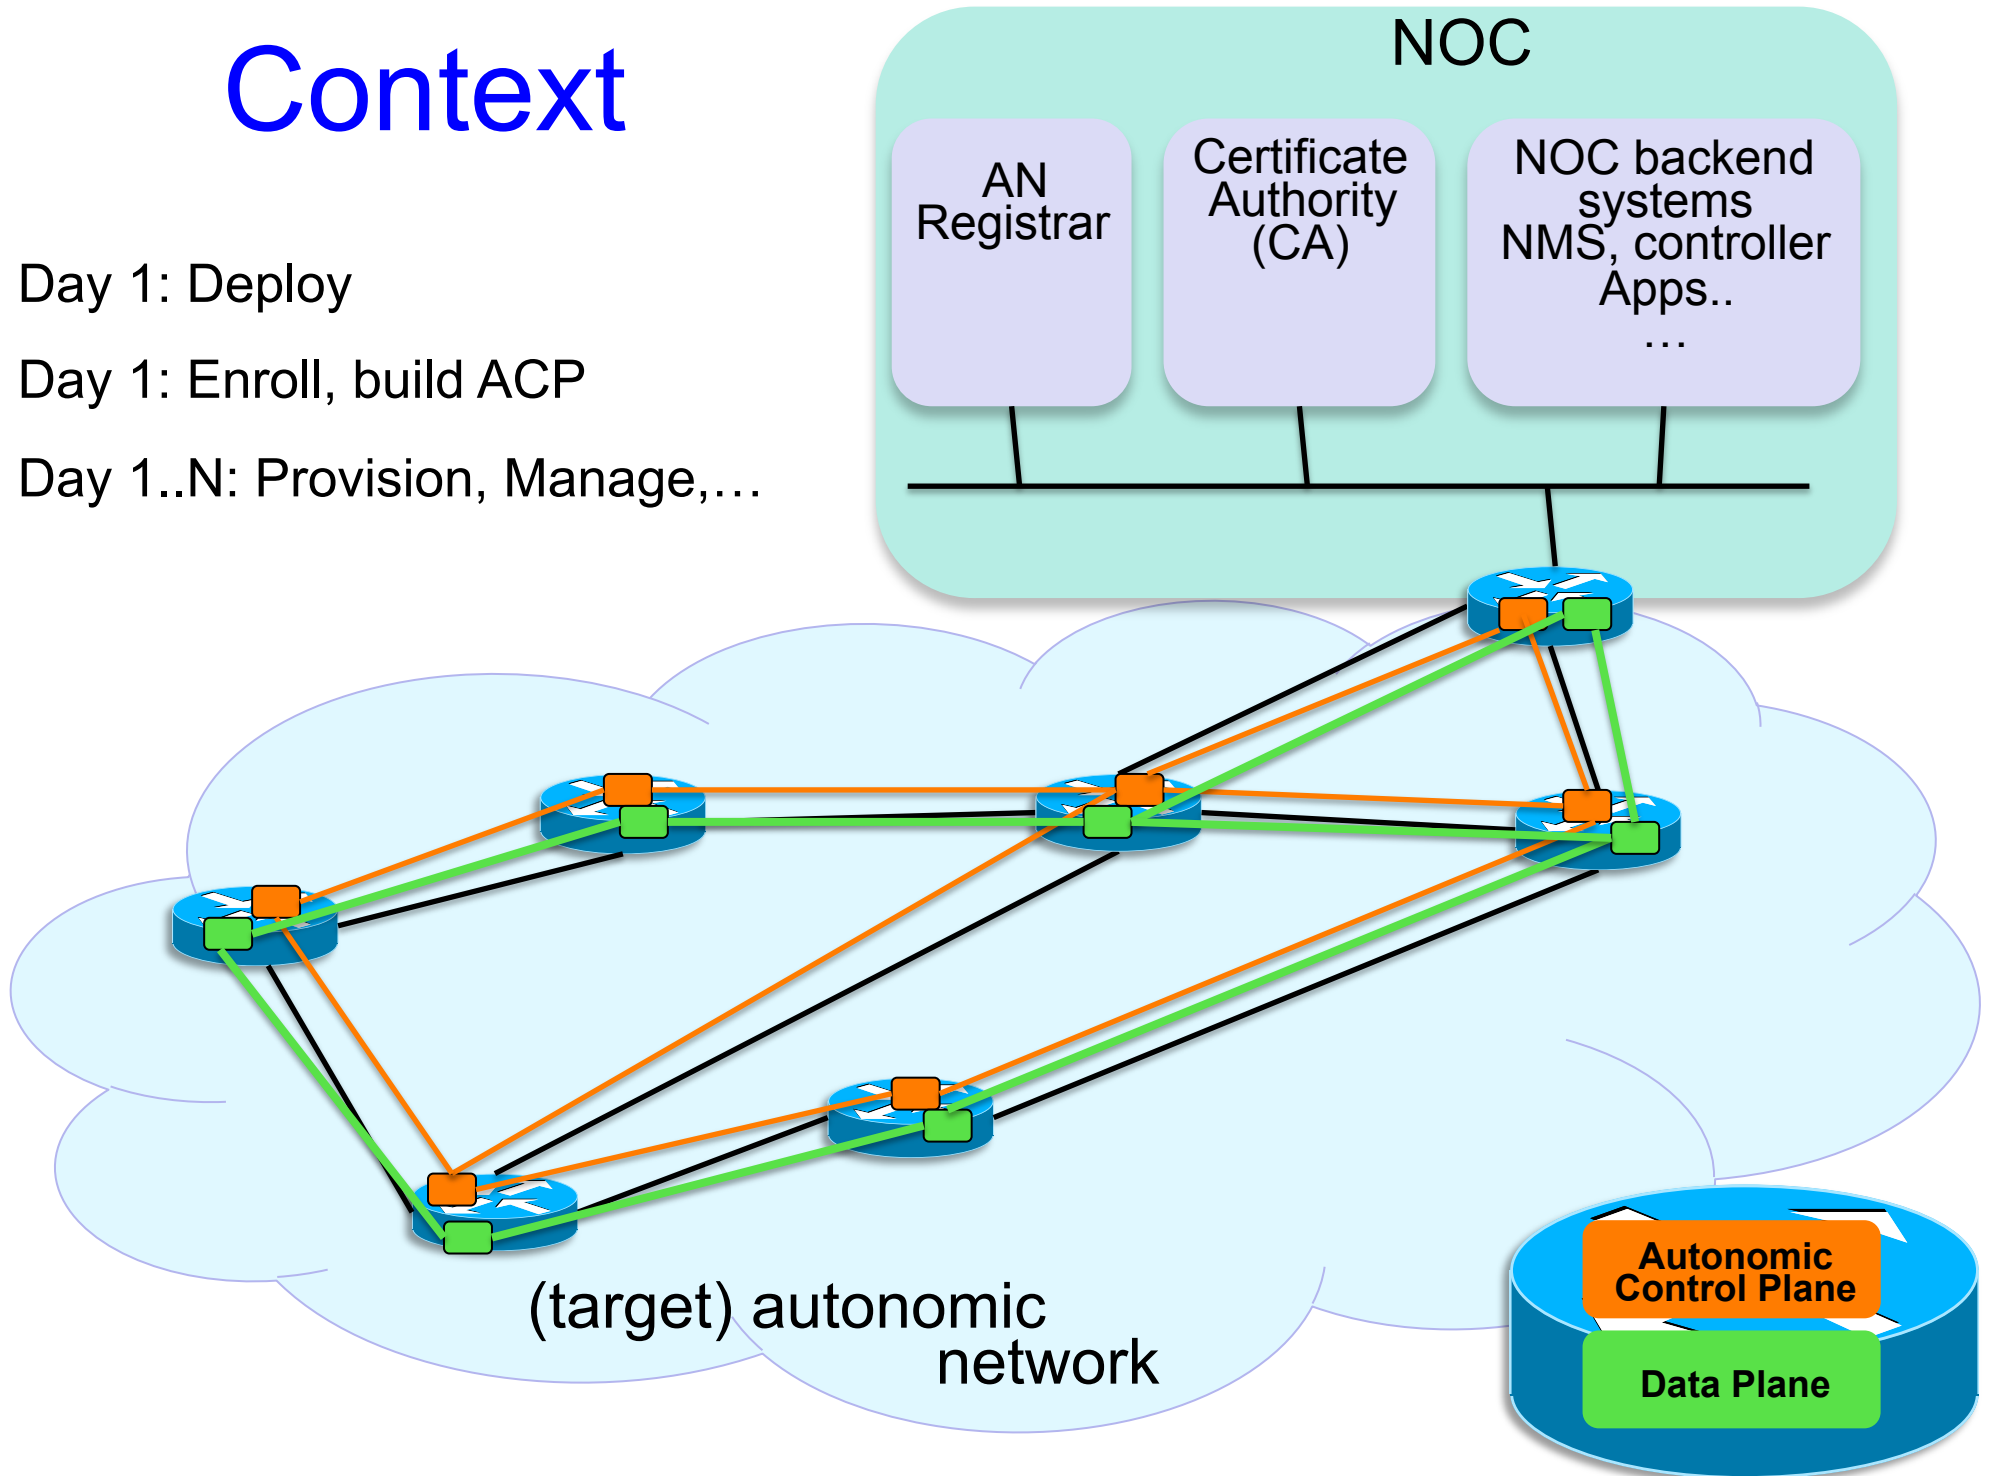 Context
Day 1: Deploy
Day 1: Enroll, build ACP
Day 1..N: Provision, Manage,…
NOC
AN
Registrar
Certificate
Authority
(CA)
NOC backend
systems
NMS, controller
Apps..
…
(target) autonomic
network
Autonomic
Control Plane
Data Plane